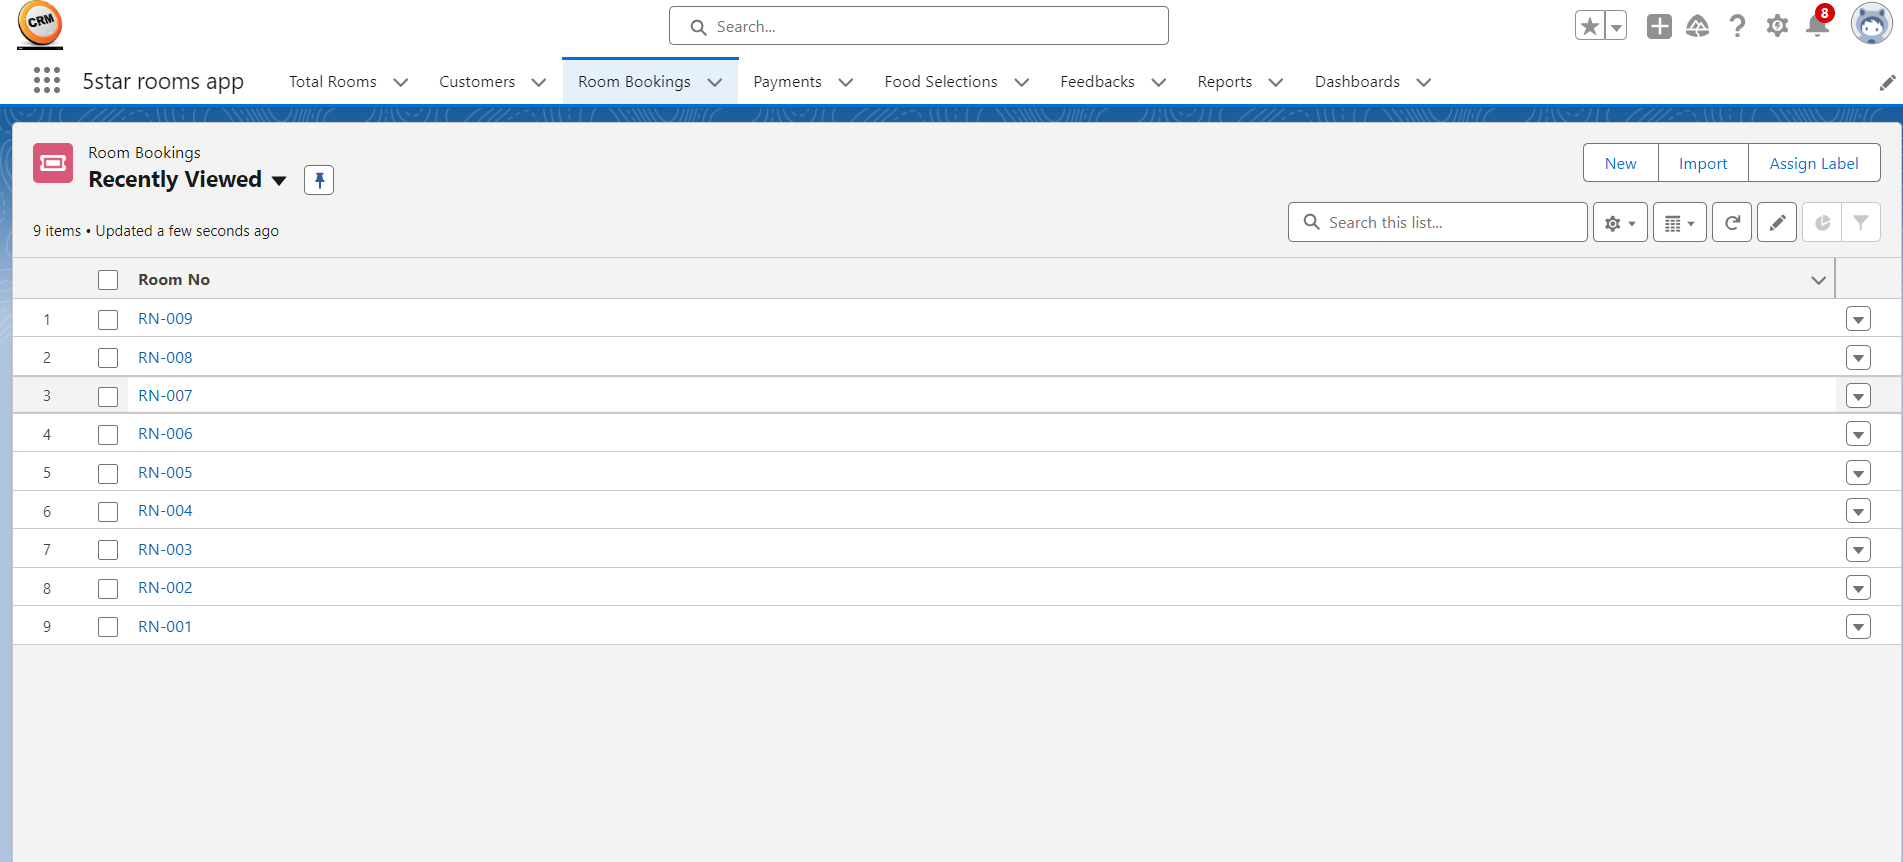 CRM
Search...
8
5star rooms app
Total Rooms
Customers
Room Bookings
Payments
Food Selections
Feedbacks
Reports
Dashboards
Room Bookings
Recently Viewed
New
Import
Assign Label
9 items • Updated a few seconds ago
Search this list...
Room No
1 RN-009
2 RN-008
3 RN-007
4 RN-006
5 RN-005
6 RN-004
7 RN-003
8 RN-002
9 RN-001